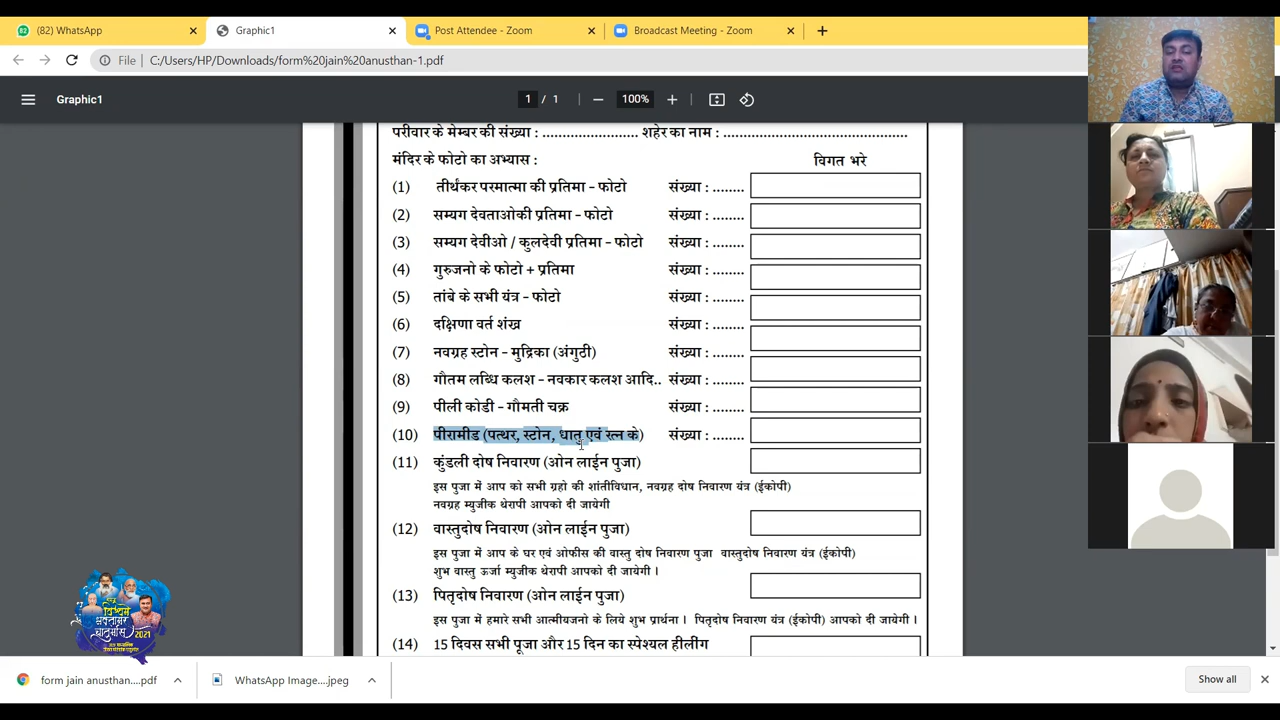 (82) WhatsApp
Graphic1
Post Attendee - Zoom
Broadcast Meeting - Zoom
File C:/Users/HP/Downloads/form%20jain%20anusthan-1.pdf
Graphic1
1 / 1
100%
परीवार के मेम्बर की संख्या : ........................ शहेर का नाम : ..............................................
मंदिर के फोटो का अभ्यास : विगत भरे
(1) तीर्थंकर परमात्मा की प्रतिमा - फोटो संख्या : ........
(2) सम्यग देवताओकी प्रतिमा - फोटो संख्या : ........
(3) सम्यग देवीओ / कुलदेवी प्रतिमा - फोटो संख्या : ........
(4) गुरुजनो के फोटो + प्रतिमा संख्या : ........
(5) तांबे के सभी यंत्र - फोटो संख्या : ........
(6) दक्षिणा वर्त शंख संख्या : ........
(7) नवग्रह स्टोन - मुद्रिका (अंगुठी) संख्या : ........
(8) गौतम लब्धि कलश - नवकार कलश आदि.. संख्या : ........
(9) पीली कोडी - गौमती चक्र संख्या : ........
(10) पीरामीड (पत्थर, स्टोन, धातु एवं रत्न के) संख्या : ........
(11) कुंडली दोष निवारण (ओन लाईन पुजा)
इस पुजा में आप को सभी ग्रहो की शांतीविधान, नवग्रह दोष निवारण यंत्र (ईकोपी)
नवग्रह म्युजीक थेरापी आपको दी जायेगी
(12) वास्तुदोष निवारण (ओन लाईन पुजा)
इस पुजा में आप के घर एवं ओफीस की वास्तु दोष निवारण पुजा वास्तुदोष निवारण यंत्र (ईकोपी)
शुभ वास्तु ऊर्जा म्युजीक थेरापी आपको दी जायेगी ।
(13) पितृदोष निवारण (ओन लाईन पुजा)
इस पुजा में हमारे सभी आत्मीयजनो के लिये शुभ प्रार्थना । पितृदोष निवारण यंत्र (ईकोपी) आपको दी जायेगी ।
(14) 15 दिवस सभी पूजा और 15 दिन का स्पेश्यल हीलींग
चातुर्मास 2021
form jain anusthan....pdf
WhatsApp Image....jpeg
Show all